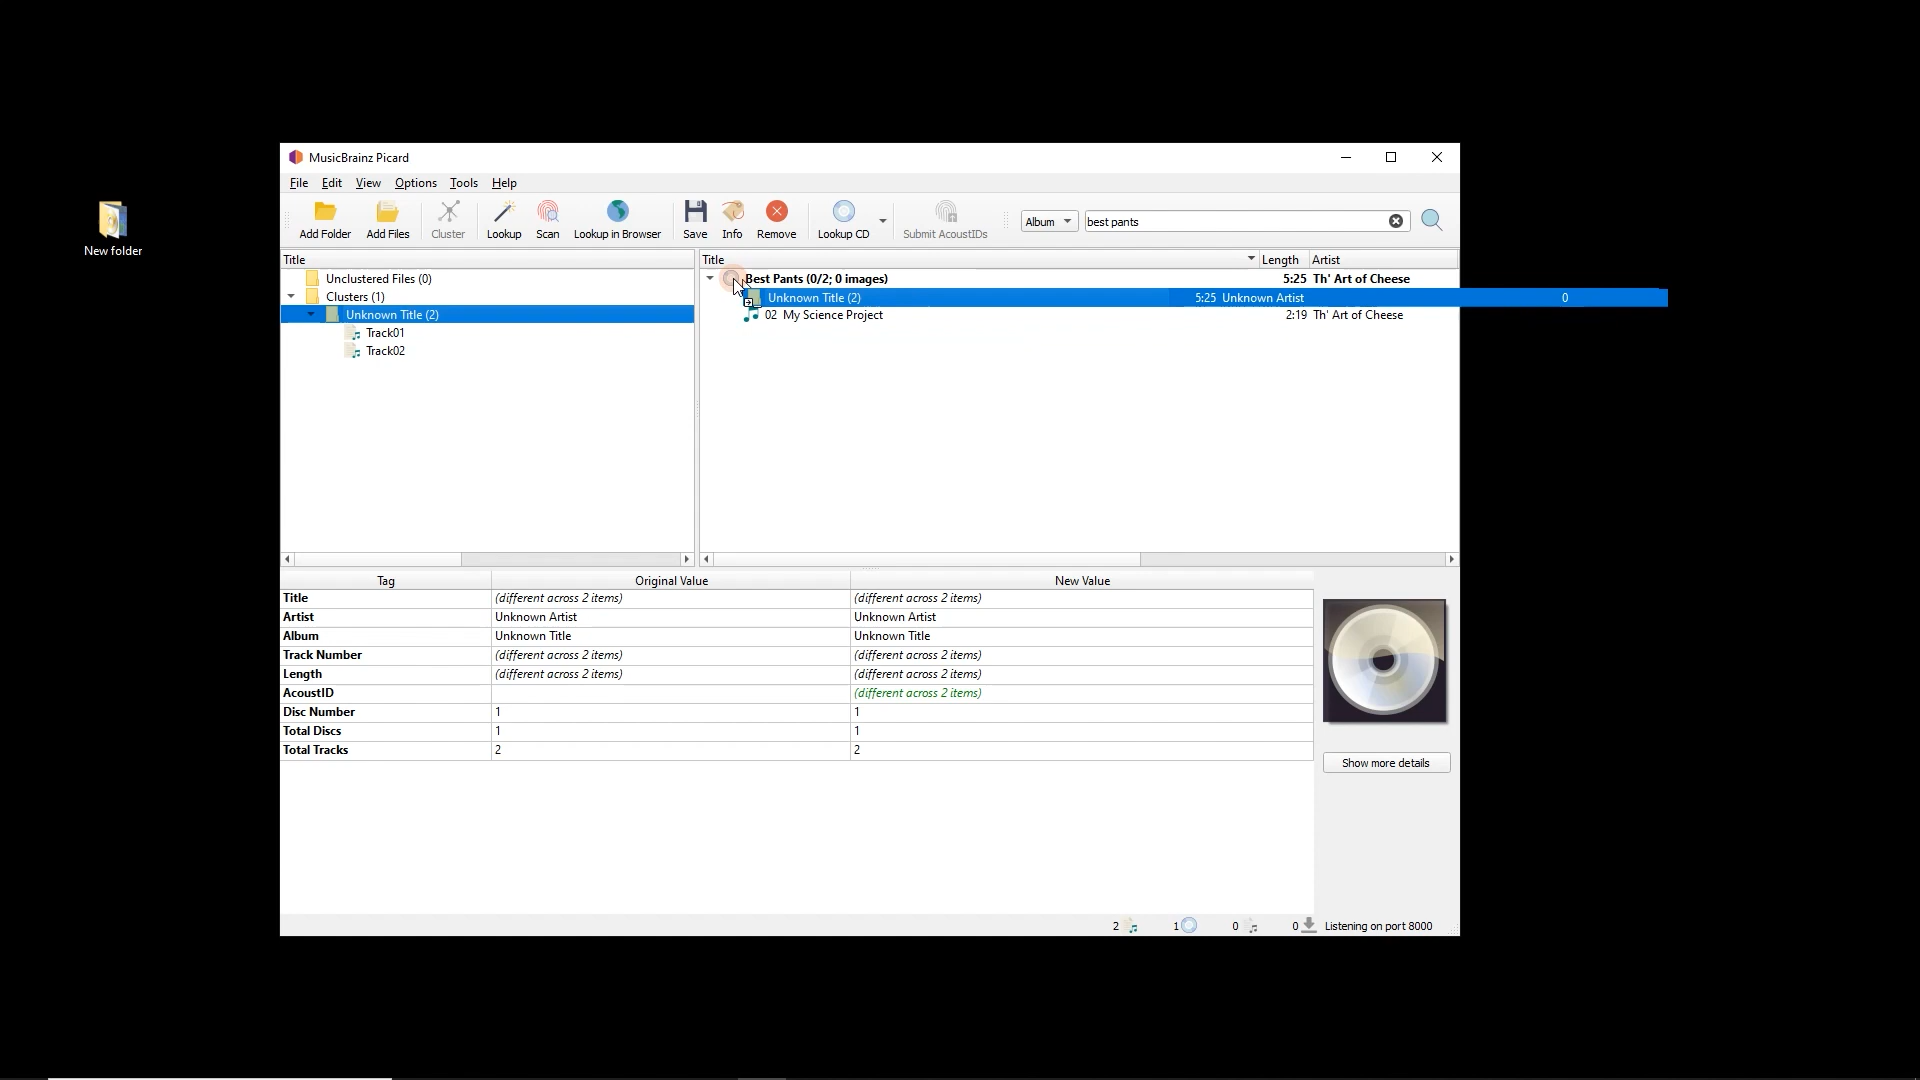 New folder
MusicBrainz Picard
File Edit View Options Tools Help
Add Folder Add Files Cluster Lookup Scan Lookup in Browser Save Info Remove Lookup CD Submit AcoustIDs Album best pants
Title
Unclustered Files (0)
Clusters (1)
Unknown Title (2)
Track01
Track02
Title Length Artist
Best Pants (0/2; 0 images) 5:25 Th' Art of Cheese
Unknown Title (2) 5:25 Unknown Artist 0
02 My Science Project 2:19 Th' Art of Cheese
Tag Original Value New Value
Title (different across 2 items) (different across 2 items)
Artist Unknown Artist Unknown Artist
Album Unknown Title Unknown Title
Track Number (different across 2 items) (different across 2 items)
Length (different across 2 items) (different across 2 items)
AcoustID (different across 2 items)
Disc Number 1 1
Total Discs 1 1
Total Tracks 2 2
Show more details
2 1 0 0 Listening on port 8000